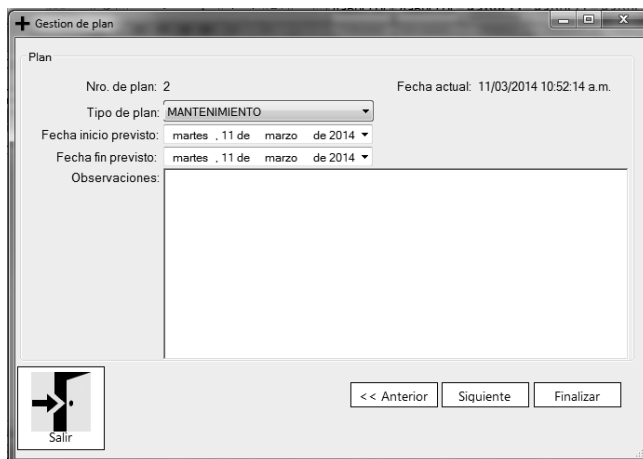 Gestion de plan
Plan
Nro. de plan: 2 Fecha actual: 11/03/2014 10:52:14 a.m.
Tipo de plan: MANTENIMIENTO
Fecha inicio previsto: martes , 11 de marzo de 2014
Fecha fin previsto: martes , 11 de marzo de 2014
Observaciones:
<< Anterior Siguiente Finalizar
Salir